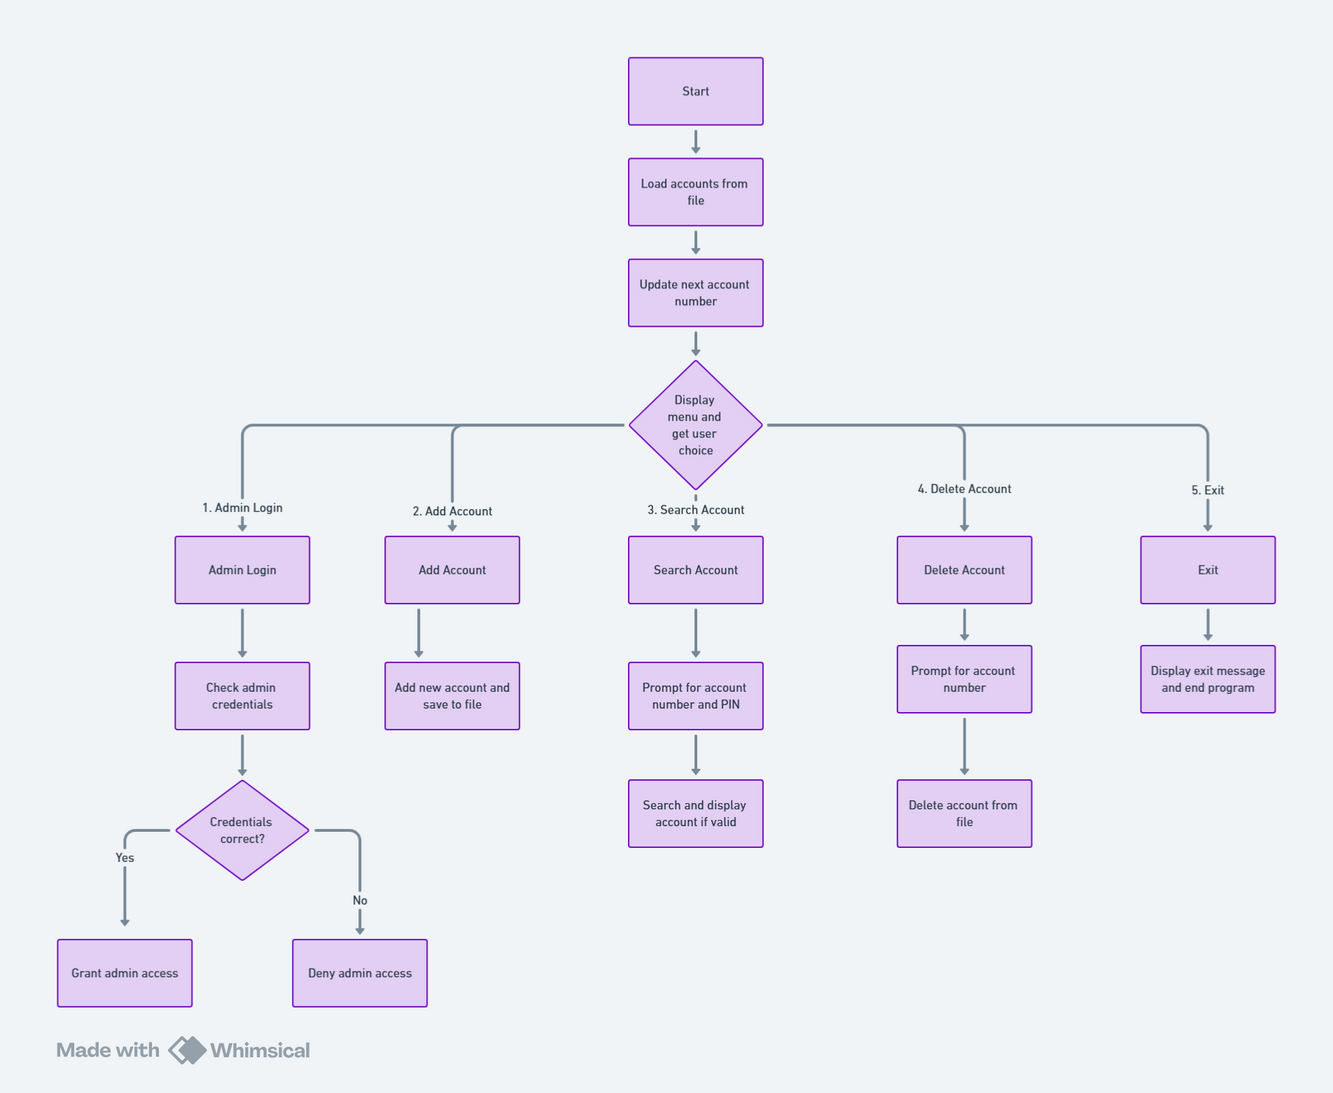 Start
Load accounts from
file
Update next account
number
Display
menu and
get user
choice
1. Admin Login
2. Add Account
3. Search Account
4. Delete Account
5. Exit
Admin Login
Add Account
Search Account
Delete Account
Exit
Check admin
credentials
Add new account and
save to file
Prompt for account
number and PIN
Prompt for account
number
Display exit message
and end program
Credentials
correct?
Search and display
account if valid
Delete account from
file
Yes
No
Grant admin access
Deny admin access
Made with Whimsical